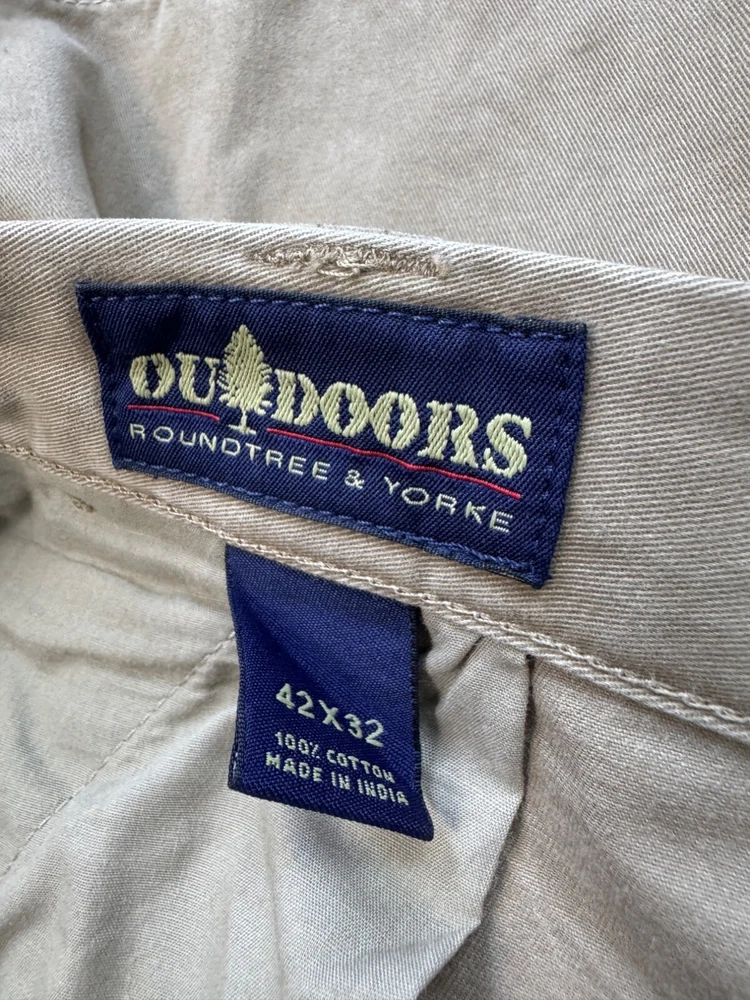 OUTDOORS
ROUNDTREE & YORKE
42X32
100% COTTON
MADE IN INDIA